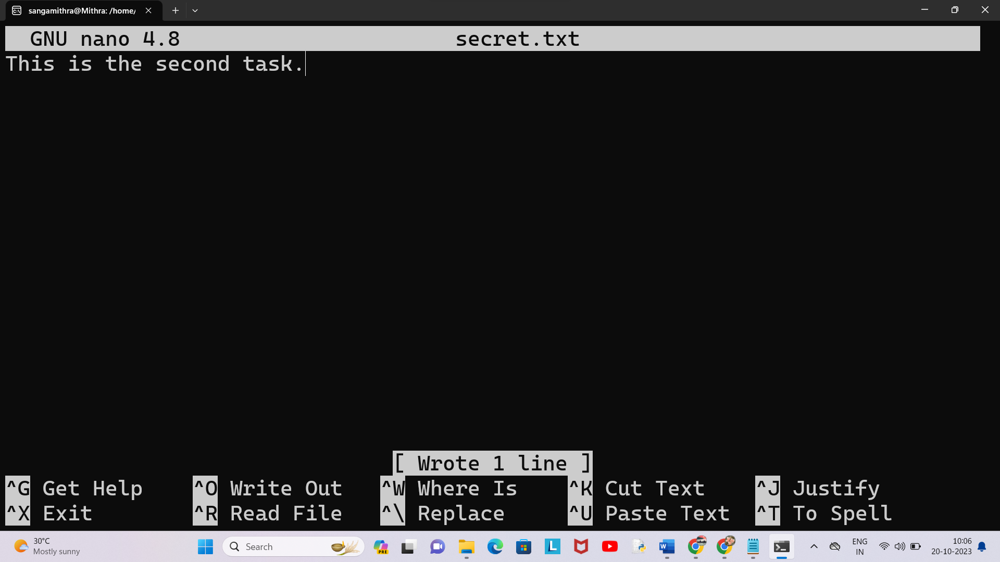 sangamithra@Mithra: /home/
GNU nano 4.8 secret.txt
This is the second task.
[ Wrote 1 line ]
^G Get Help ^O Write Out ^W Where Is ^K Cut Text ^J Justify
^X Exit ^R Read File ^\ Replace ^U Paste Text ^T To Spell
30°C
Mostly sunny
Search
PRE
ENG
IN
10:06
20-10-2023